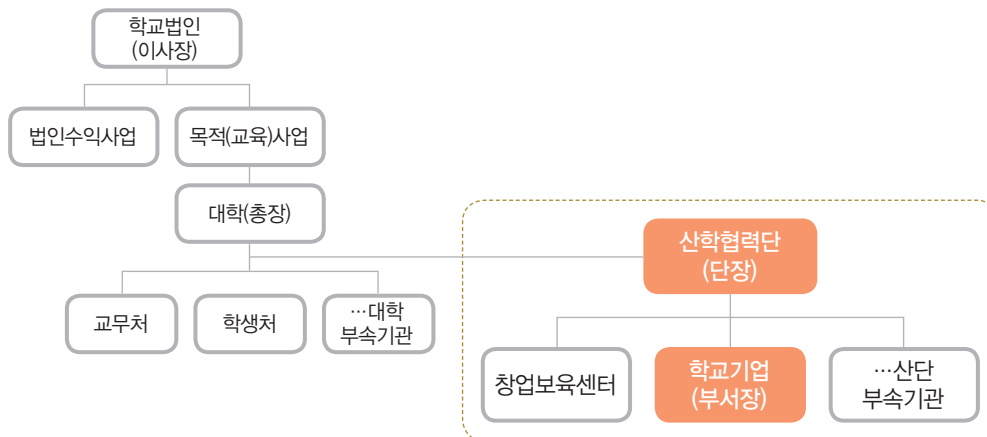 학교법인
(이사장)
법인수익사업
목적(교육)사업
대학(총장)
산학협력단
(단장)
교무처
학생처
…대학
부속기관
창업보육센터
학교기업
(부서장)
…산단
부속기관